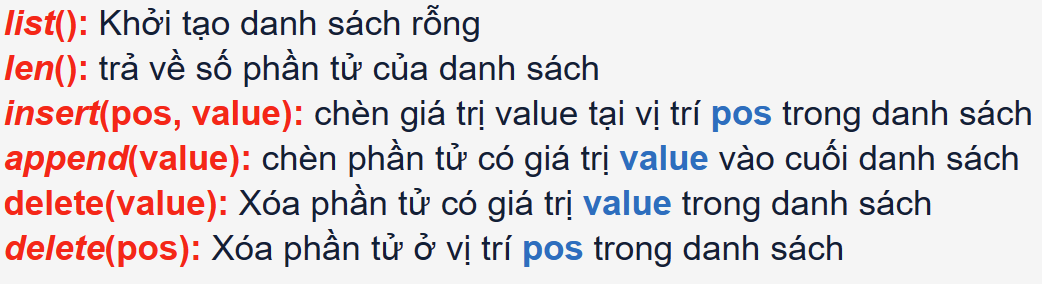 list(): Khởi tạo danh sách rỗng
len(): trả về số phần tử của danh sách
insert(pos, value): chèn giá trị value tại vị trí pos trong danh sách
append(value): chèn phần tử có giá trị value vào cuối danh sách
delete(value): Xóa phần tử có giá trị value trong danh sách
delete(pos): Xóa phần tử ở vị trí pos trong danh sách